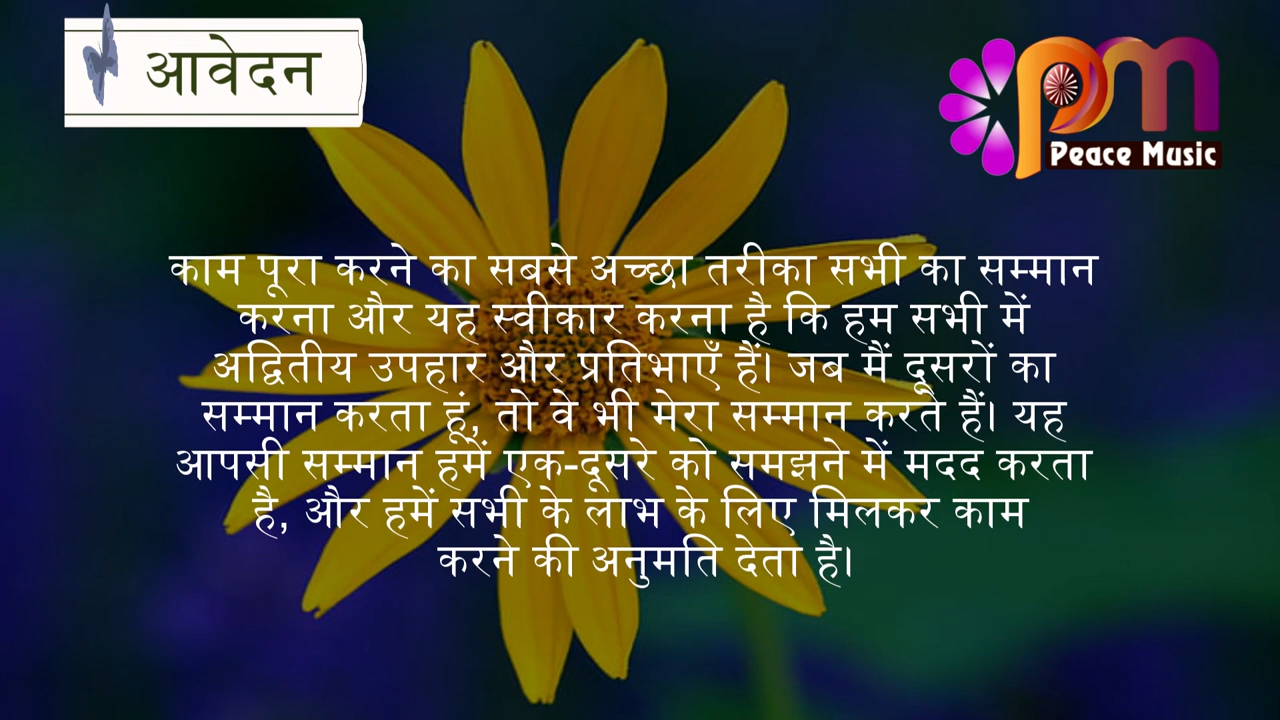 आवेदन
pm
Peace Music
काम पूरा करने का सबसे अच्छा तरीका सभी का सम्मान
करना और यह स्वीकार करना है कि हम सभी में
अद्वितीय उपहार और प्रतिभाएँ हैं। जब मैं दूसरों का
सम्मान करता हूं, तो वे भी मेरा सम्मान करते हैं। यह
आपसी सम्मान हमें एक-दूसरे को समझने में मदद करता
है, और हमें सभी के लाभ के लिए मिलकर काम
करने की अनुमति देता है।